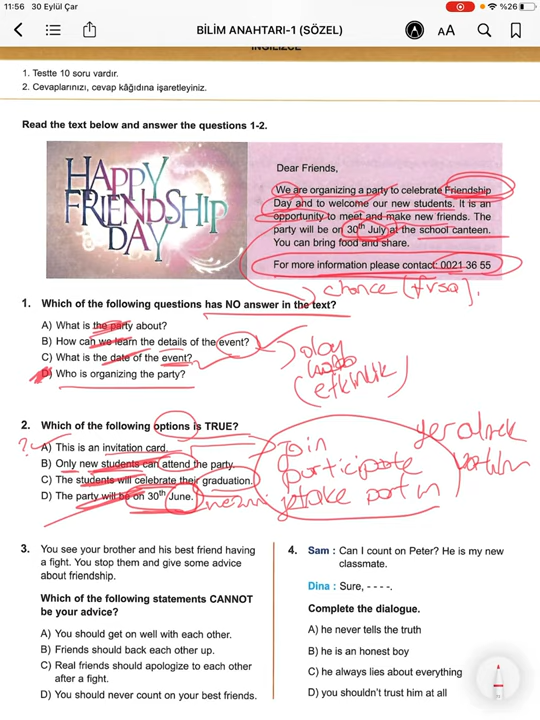 11:56 30 Eylül Çar
%26
BİLİM ANAHTARI-1 (SÖZEL)
AA
İNGİLİZCE
1. Testte 10 soru vardır.
2. Cevaplarınızı, cevap kâğıdına işaretleyiniz.
Read the text below and answer the questions 1-2.
HAPPY
FRIENDSHIP
DAY
Dear Friends,
We are organizing a party to celebrate Friendship
Day and to welcome our new students. It is an
opportunity to meet and make new friends. The
party will be on 30th July at the school canteen.
You can bring food and share.
For more information please contact: 0021 36 55
chance (fırsa).
1. Which of the following questions has NO answer in the text?
A) What is the party about?
B) How can we learn the details of the event?
C) What is the date of the event?
D) Who is organizing the party?
olay
(etkinlik)
2. Which of the following options is TRUE?
?
A) This is an invitation card.
B) Only new students can attend the party.
C) The students will celebrate their graduation.
D) The party will be on 30th June.
join
participate
take part in
yer almak
3. You see your brother and his best friend having
a fight. You stop them and give some advice
about friendship.
Which of the following statements CANNOT
be your advice?
A) You should get on well with each other.
B) Friends should back each other up.
C) Real friends should apologize to each other
after a fight.
D) You should never count on your best friends.
4. Sam : Can I count on Peter? He is my new
classmate.
Dina : Sure, - - - -.
Complete the dialogue.
A) he never tells the truth
B) he is an honest boy
C) he always lies about everything
D) you shouldn't trust him at all